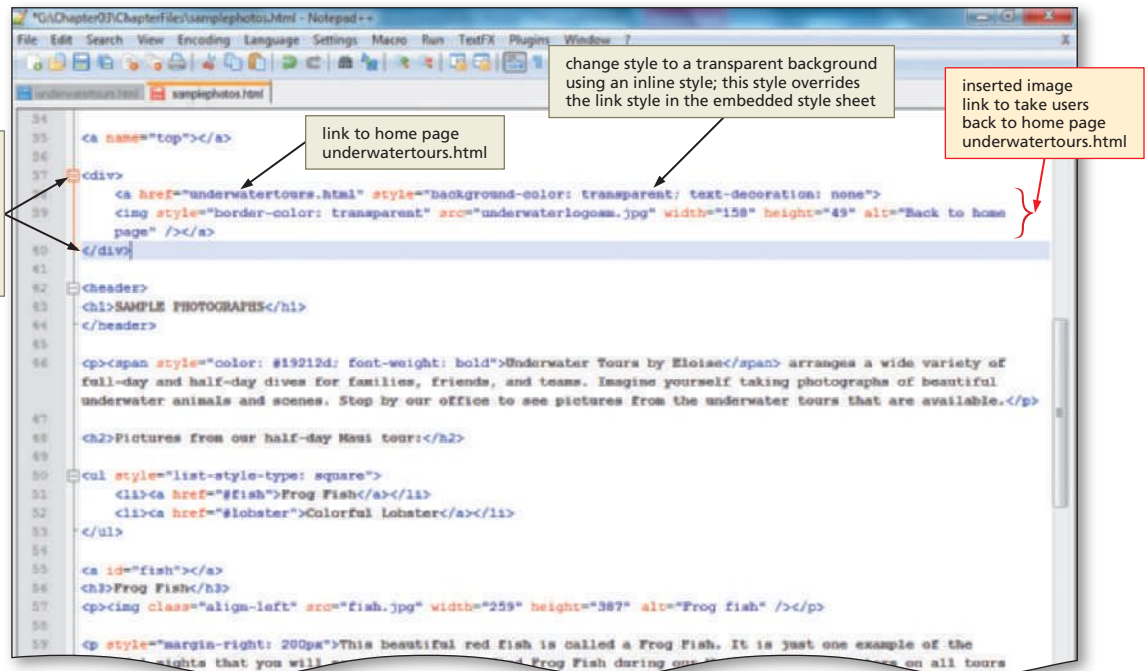 *G:\Chapter03\ChapterFiles\samplephotos.html - Notepad++
File Edit Search View Encoding Language Settings Macro Run TextFX Plugins Window ?
X
underwatertours.html samplephotos.html
change style to a transparent background
using an inline style; this style overrides
the link style in the embedded style sheet
inserted image
link to take users
back to home page
underwatertours.html
link to home page
underwatertours.html
34
35 <a name="top"></a>
36
37 <div>
<a href="underwatertours.html" style="background-color: transparent; text-decoration: none">
39 <img style="border-color: transparent" src="underwaterlogosm.jpg" width="158" height="49" alt="Back to home
page" /></a>
40 </div>
41
42 <header>
43 <h1>SAMPLE PHOTOGRAPHS</h1>
44 </header>
45
46 <p><span style="color: #19212d; font-weight: bold">Underwater Tours by Eloise</span> arranges a wide variety of
full-day and half-day dives for families, friends, and teams. Imagine yourself taking photographs of beautiful
underwater animals and scenes. Stop by our office to see pictures from the underwater tours that are available.</p>
47
48 <h2>Pictures from our half-day Maui tour:</h2>
49
50 <ul style="list-style-type: square">
51 <li><a href="#fish">Frog Fish</a></li>
52 <li><a href="#lobster">Colorful Lobster</a></li>
53 </ul>
54
55 <a id="fish"></a>
56 <h3>Frog Fish</h3>
57 <p><img class="align-left" src="fish.jpg" width="259" height="387" alt="Frog fish" /></p>
58
59 <p style="margin-right: 200px">This beautiful red fish is called a Frog Fish. It is just one example of the
sights that you will Frog Fish during our on all tours